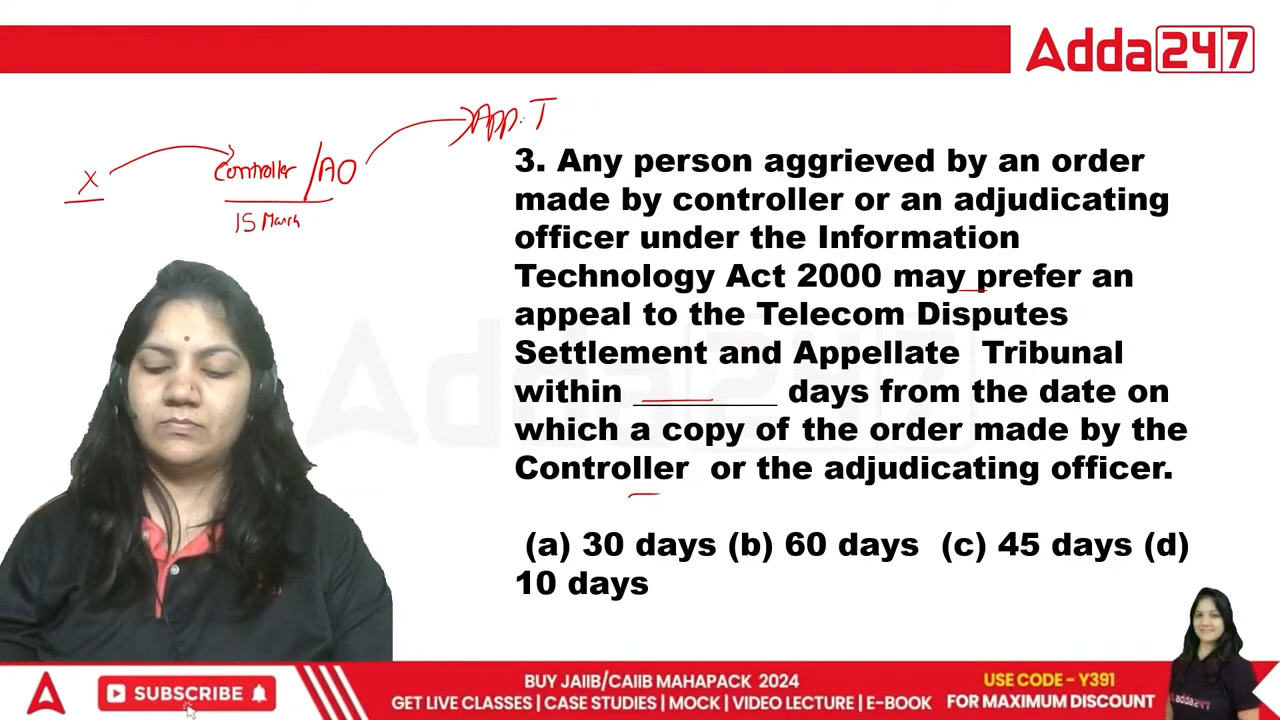 Adda247
App. T
X
Controller / AO
15 March
3. Any person aggrieved by an order
made by controller or an adjudicating
officer under the Information
Technology Act 2000 may prefer an
appeal to the Telecom Disputes
Settlement and Appellate Tribunal
within _________ days from the date on
which a copy of the order made by the
Controller or the adjudicating officer.
(a) 30 days (b) 60 days (c) 45 days (d)
10 days
SUBSCRIBE
BUY JAIIB/CAIIB MAHAPACK 2024
GET LIVE CLASSES | CASE STUDIES | MOCK | VIDEO LECTURE | E-BOOK
USE CODE - Y391
FOR MAXIMUM DISCOUNT
adda247